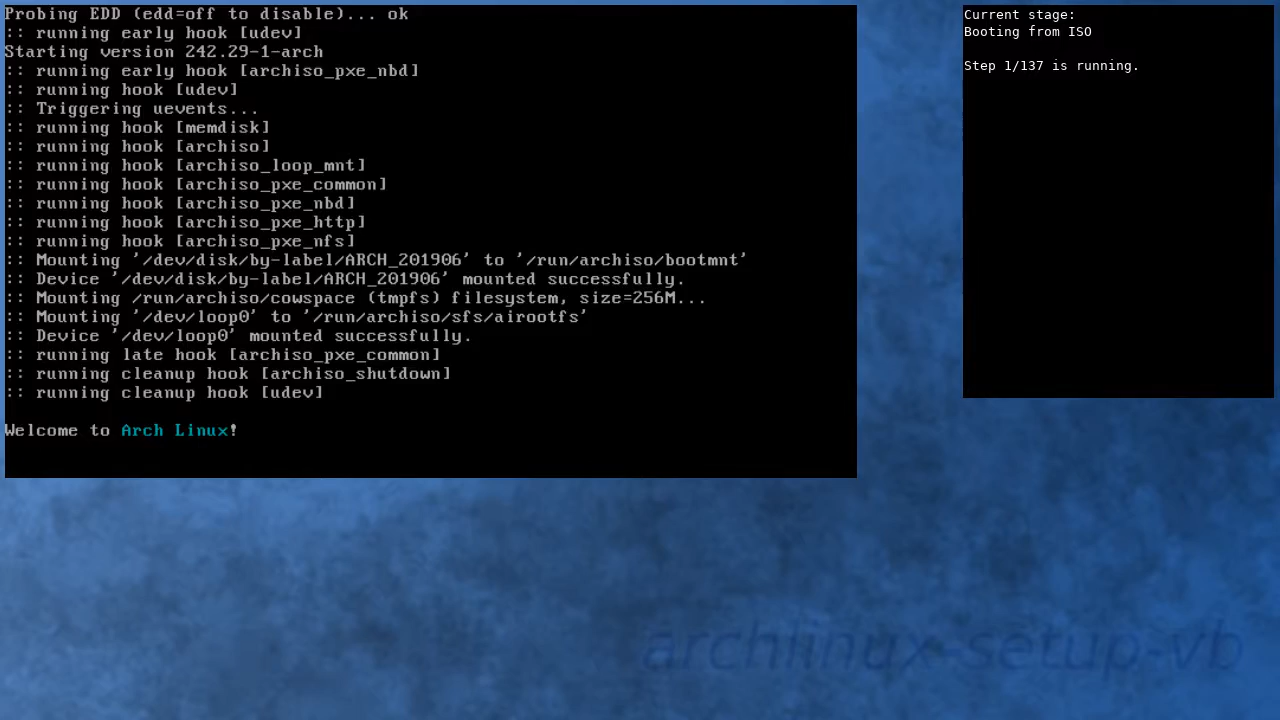 Probing EDD (edd=off to disable)... ok
:: running early hook [udev]
Starting version 242.29-1-arch
:: running early hook [archiso_pxe_nbd]
:: running hook [udev]
:: Triggering uevents...
:: running hook [memdisk]
:: running hook [archiso]
:: running hook [archiso_loop_mnt]
:: running hook [archiso_pxe_common]
:: running hook [archiso_pxe_nbd]
:: running hook [archiso_pxe_http]
:: running hook [archiso_pxe_nfs]
:: Mounting '/dev/disk/by-label/ARCH_201906' to '/run/archiso/bootmnt'
:: Device '/dev/disk/by-label/ARCH_201906' mounted successfully.
:: Mounting /run/archiso/cowspace (tmpfs) filesystem, size=256M...
:: Mounting '/dev/loop0' to '/run/archiso/sfs/airootfs'
:: Device '/dev/loop0' mounted successfully.
:: running late hook [archiso_pxe_common]
:: running cleanup hook [archiso_shutdown]
:: running cleanup hook [udev]
Welcome to Arch Linux!
Current stage:
Booting from ISO
Step 1/137 is running.
archlinux-setup-vb